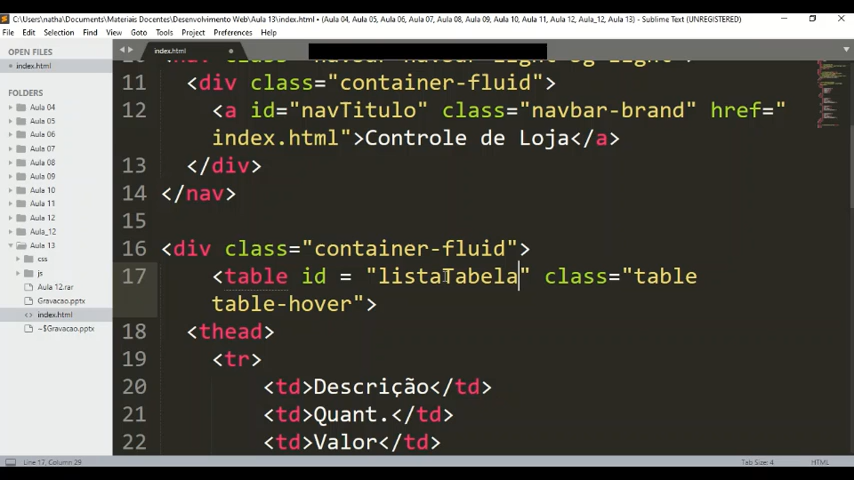 C:\Users\natha\Documents\Materiais Docentes\Desenvolvimento Web\Aula 13\index.html • (Aula 04, Aula 05, Aula 06, Aula 07, Aula 08, Aula 09, Aula 10, Aula 11, Aula 12, Aula_12, Aula 13) - Sublime Text (UNREGISTERED)
File Edit Selection Find View Goto Tools Project Preferences Help
OPEN FILES
index.html
FOLDERS
Aula 04
Aula 05
Aula 06
Aula 07
Aula 08
Aula 09
Aula 10
Aula 11
Aula 12
Aula_12
Aula 13
css
js
Aula 12.rar
Gravacao.pptx
index.html
~$Gravacao.pptx
index.html
11 <div class="container-fluid">
12 <a id="navTitulo" class="navbar-brand" href="
index.html">Controle de Loja</a>
13 </div>
14 </nav>
15
16 <div class="container-fluid">
17 <table id = "listaTabela" class="table
table-hover">
18 <thead>
19 <tr>
20 <td>Descrição</td>
21 <td>Quant.</td>
22 <td>Valor</td>
Line 17, Column 29
Tab Size: 4
HTML